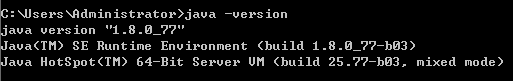 C:\Users\Administrator>java -version
java version "1.8.0_77"
Java(TM) SE Runtime Environment (build 1.8.0_77-b03)
Java HotSpot(TM) 64-Bit Server VM (build 25.77-b03, mixed mode)